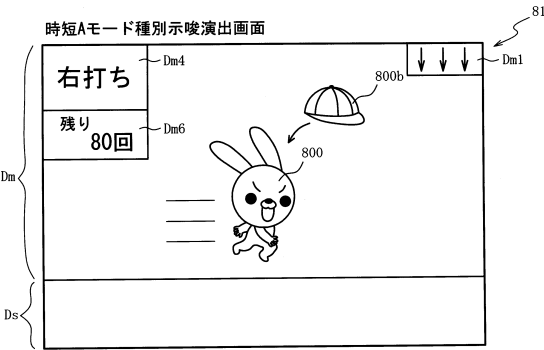 時短Aモード種別示唆演出画面
81
右打ち
Dm4
↓ ↓ ↓
Dm1
800b
残り
80回
Dm6
800
Dm
Ds